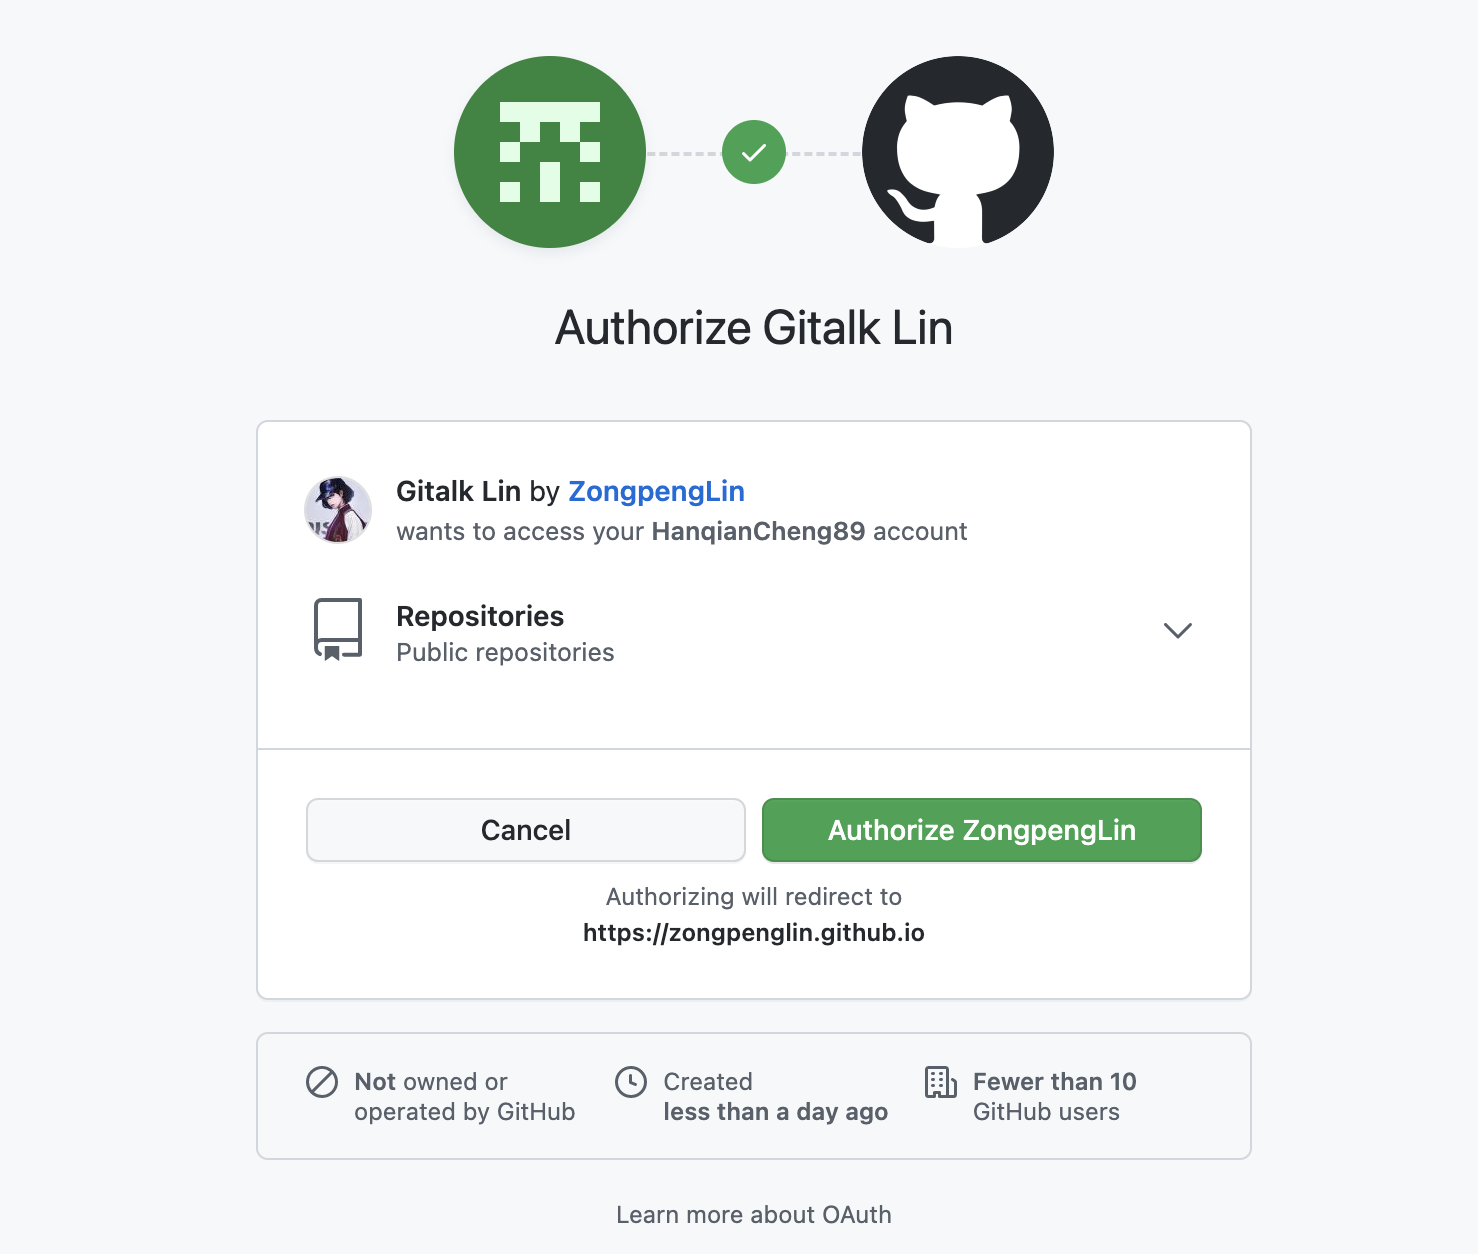 Authorize Gitalk Lin
Gitalk Lin by ZongpengLin
wants to access your HanqianCheng89 account
Repositories
Public repositories
Cancel
Authorize ZongpengLin
Authorizing will redirect to
https://zongpenglin.github.io
Not owned or
operated by GitHub
Created
less than a day ago
Fewer than 10
GitHub users
Learn more about OAuth